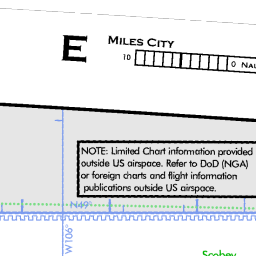 E
MILES CITY
10 0 NAU
NOTE: Limited Chart information provided
outside US airspace. Refer to DoD (NGA)
or foreign charts and flight information
publications outside US airspace.
N49°
W106°
Scobey